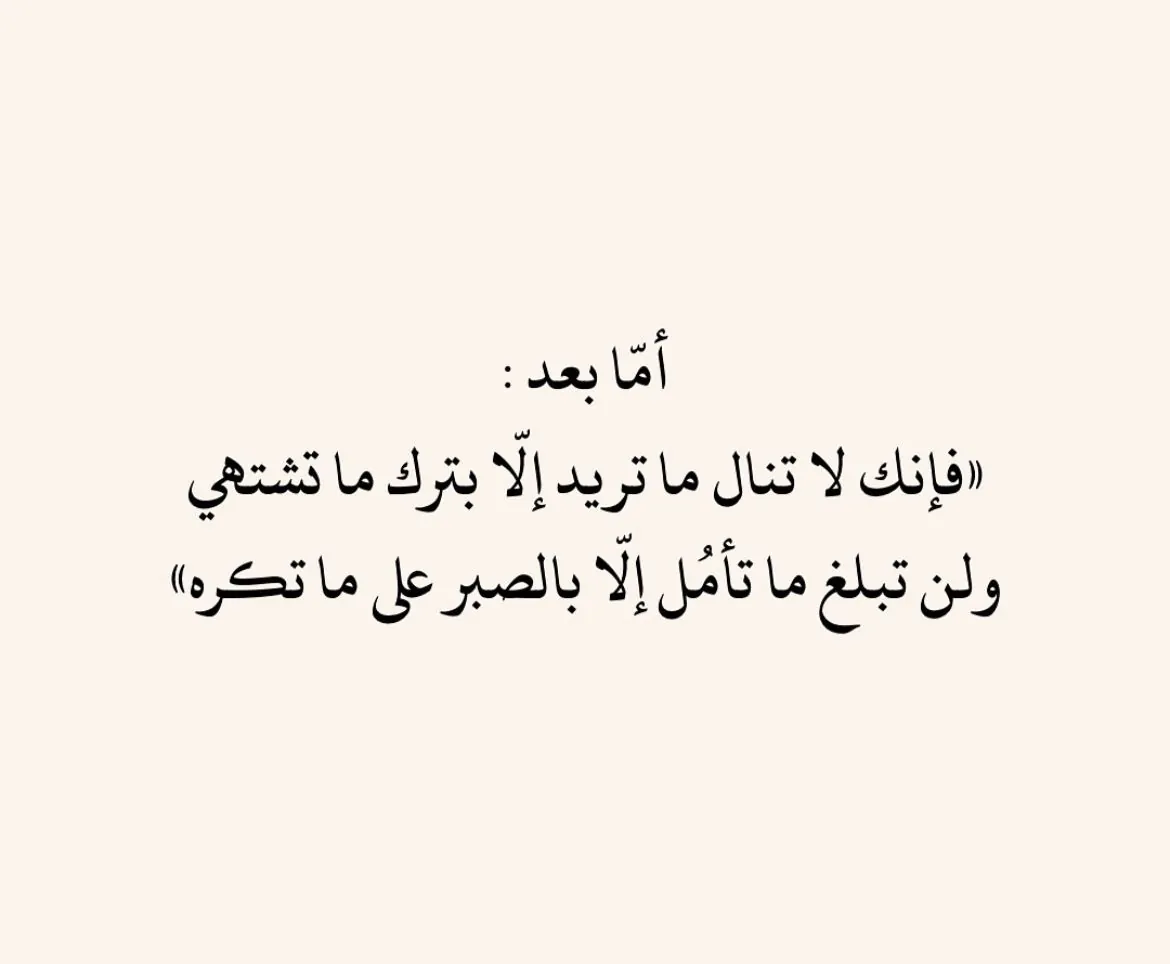 أمّا بعد :
«فإنك لا تنال ما تريد إلّا بترك ما تشتهي
ولن تبلغ ما تأمُل إلّا بالصبر على ما تكره»